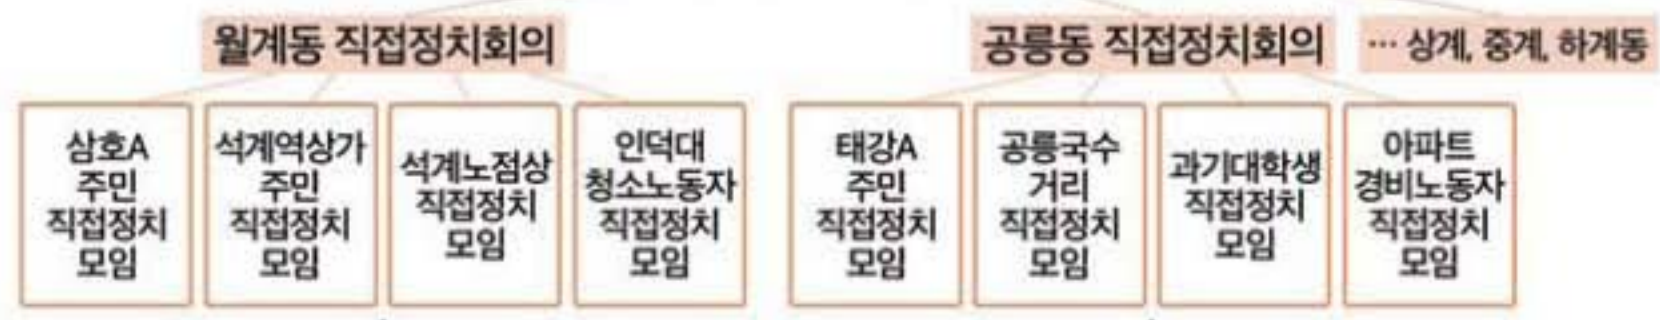 월계동 직접정치회의
공릉동 직접정치회의
… 상계, 중계, 하계동
삼호A
주민
직접정치
모임
석계역상가
주민
직접정치
모임
석계노점상
직접정치
모임
인덕대
청소노동자
직접정치
모임
태강A
주민
직접정치
모임
공릉국수
거리
직접정치
모임
과기대학생
직접정치
모임
아파트
경비노동자
직접정치
모임